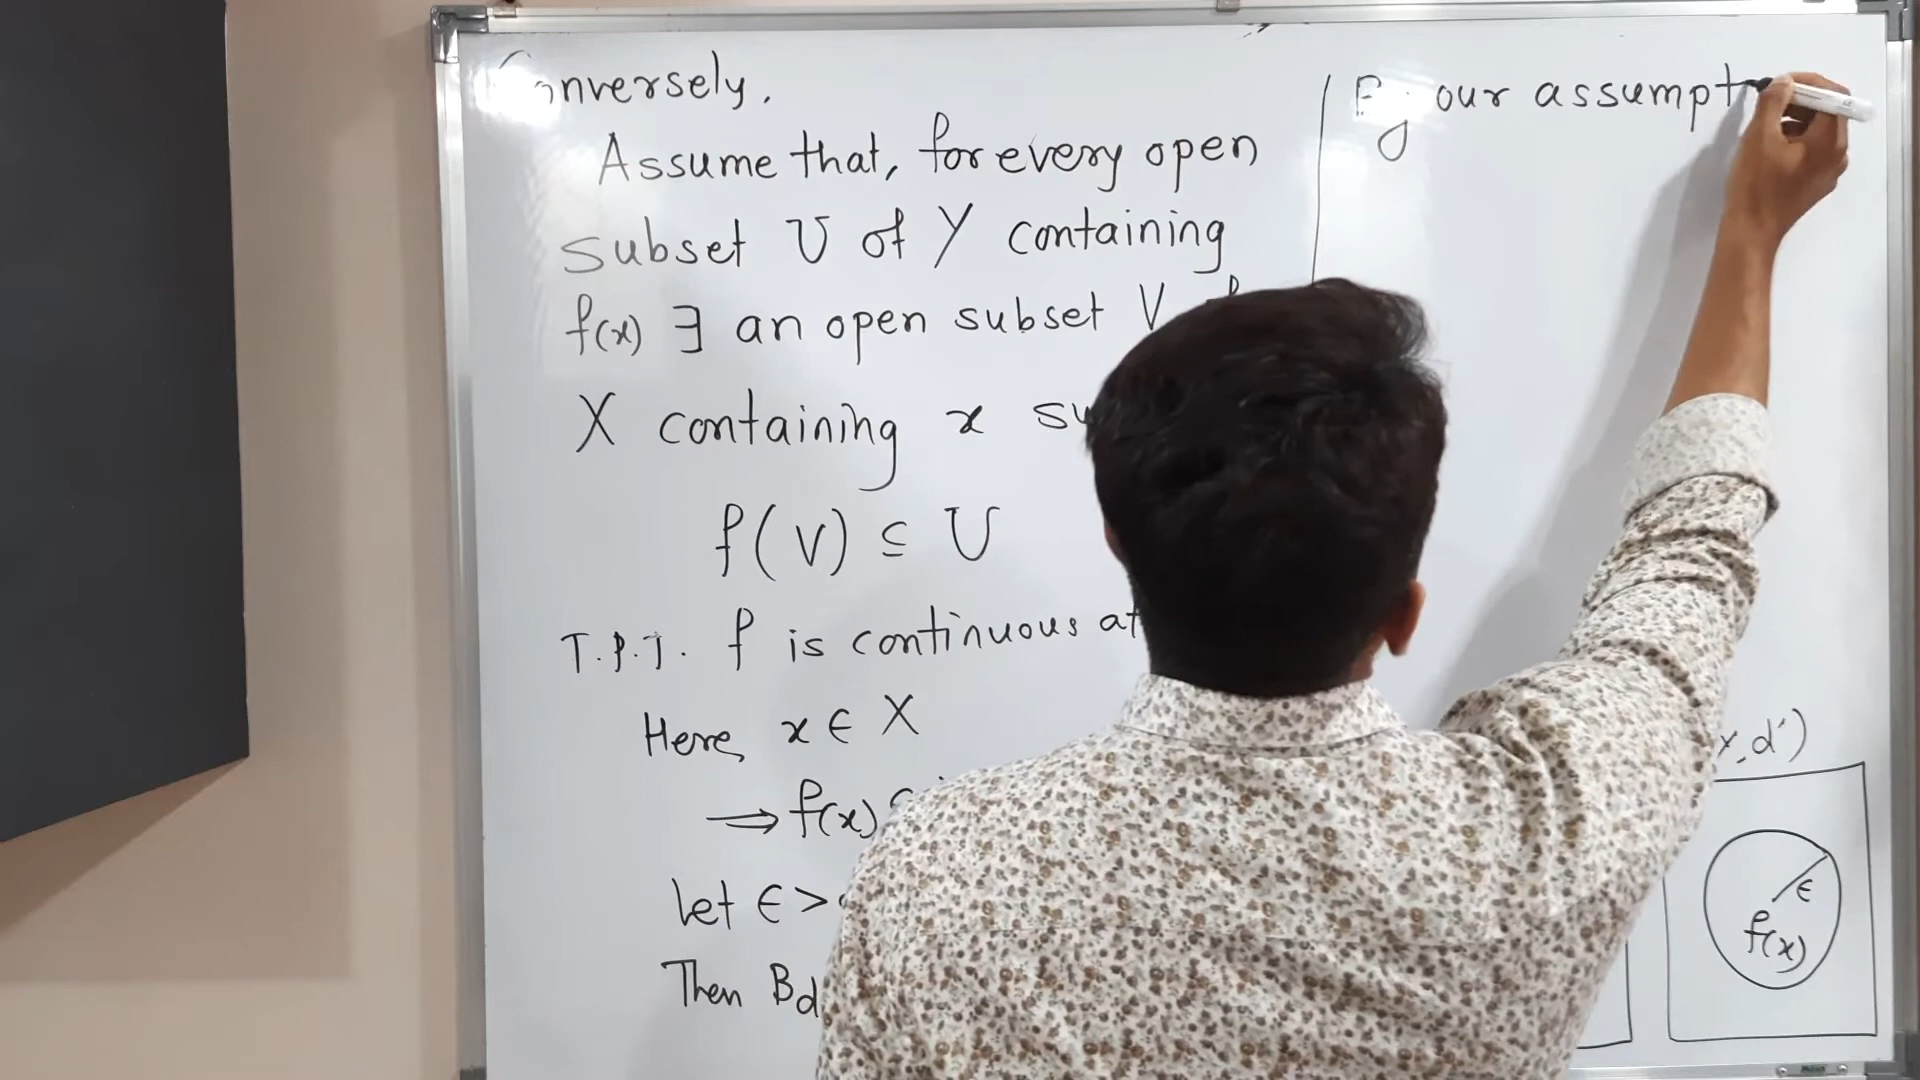 Conversely.
Assume that, for every open
subset U of Y containing
f(x) ∃ an open subset V
X containing x
f(V) ⊆ U
T.P.T. f is continuous at
Here, x ∈ X
⇒ f(x)
Let ϵ >
Then Bd
By our assumpt
,d')
ϵ
f(x)